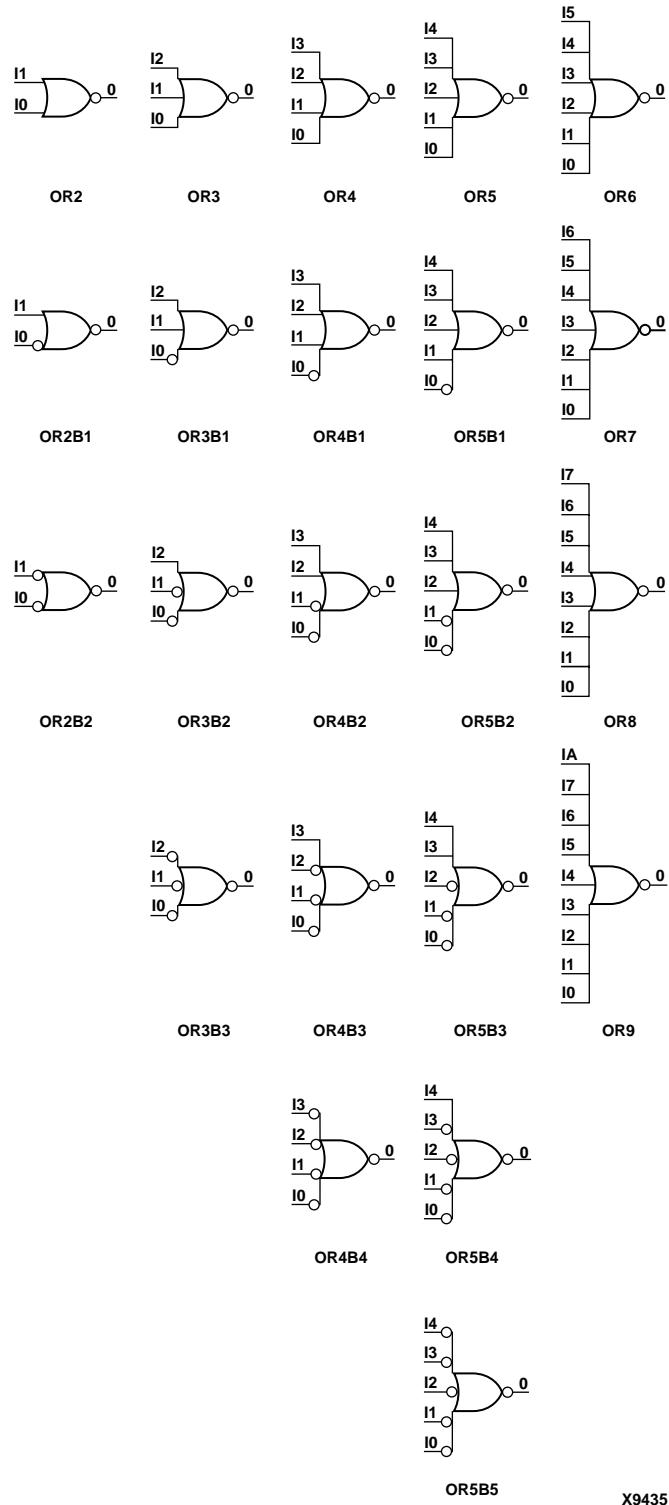 I5
I4
I3
I2
I1
I0
0
OR6
I4
I3
I2
I1
I0
0
OR5
I3
I2
I1
I0
0
OR4
I2
I1
I0
0
OR3
I1
I0
0
OR2
I1
I0
0
OR2B1
I2
I1
I0
0
OR3B1
I3
I2
I1
I0
0
OR4B1
I4
I3
I2
I1
I0
0
OR5B1
I6
I5
I4
I3
I2
I1
I0
0
OR7
I1
I0
0
OR2B2
I2
I1
I0
0
OR3B2
I3
I2
I1
I0
0
OR4B2
I4
I3
I2
I1
I0
0
OR5B2
I7
I6
I5
I4
I3
I2
I1
I0
0
OR8
I2
I1
I0
0
OR3B3
I3
I2
I1
I0
0
OR4B3
I4
I3
I2
I1
I0
0
OR5B3
IA
I7
I6
I5
I4
I3
I2
I1
I0
0
OR9
I3
I2
I1
I0
0
OR4B4
I4
I3
I2
I1
I0
0
OR5B4
I4
I3
I2
I1
I0
0
OR5B5
X9435